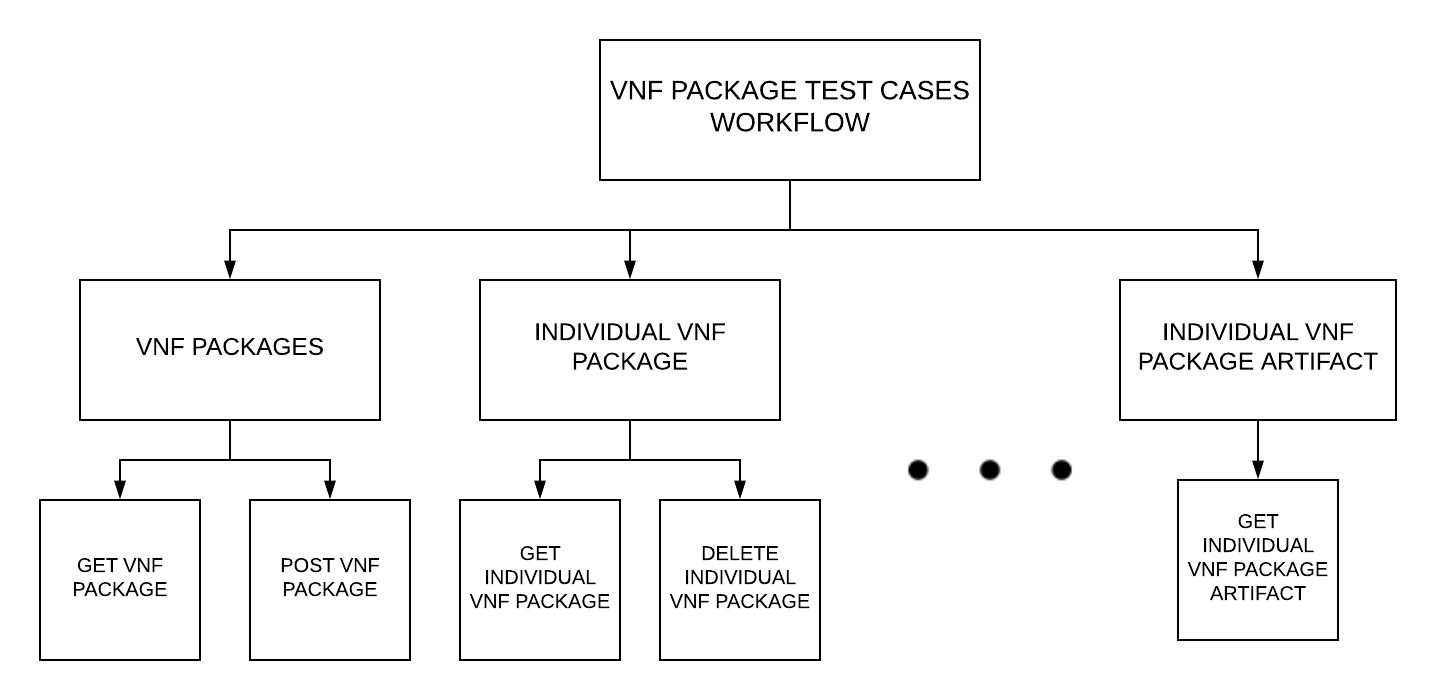 VNF PACKAGE TEST CASES
WORKFLOW
VNF PACKAGES
INDIVIDUAL VNF
PACKAGE
INDIVIDUAL VNF
PACKAGE ARTIFACT
GET VNF
PACKAGE
POST VNF
PACKAGE
GET
INDIVIDUAL
VNF PACKAGE
DELETE
INDIVIDUAL
VNF PACKAGE
GET
INDIVIDUAL
VNF PACKAGE
ARTIFACT